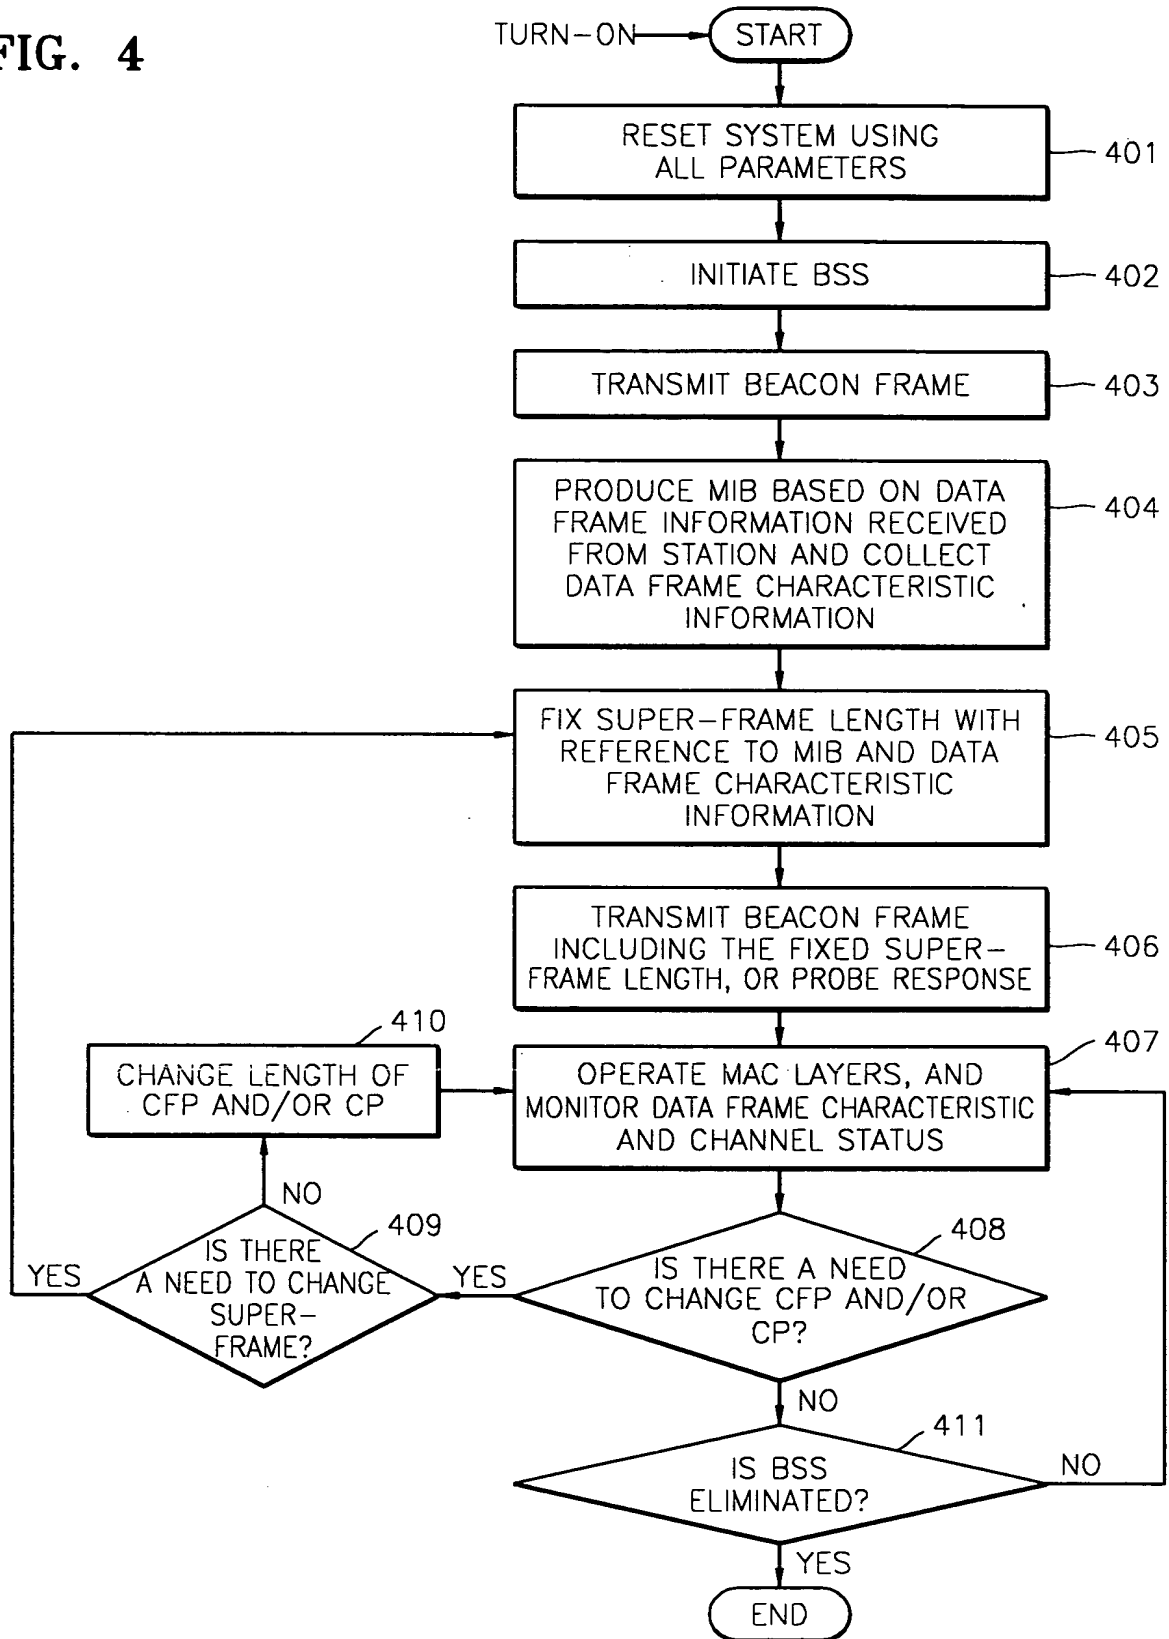 FIG. 4
TURN-ON
START
RESET SYSTEM USING
ALL PARAMETERS
401
INITIATE BSS
402
TRANSMIT BEACON FRAME
403
PRODUCE MIB BASED ON DATA
FRAME INFORMATION RECEIVED
FROM STATION AND COLLECT
DATA FRAME CHARACTERISTIC
INFORMATION
404
FIX SUPER-FRAME LENGTH WITH
REFERENCE TO MIB AND DATA
FRAME CHARACTERISTIC
INFORMATION
405
TRANSMIT BEACON FRAME
INCLUDING THE FIXED SUPER-
FRAME LENGTH, OR PROBE RESPONSE
406
410
CHANGE LENGTH OF
CFP AND/OR CP
407
OPERATE MAC LAYERS, AND
MONITOR DATA FRAME CHARACTERISTIC
AND CHANNEL STATUS
NO
409
IS THERE
A NEED TO CHANGE
SUPER-
FRAME?
YES
YES
408
IS THERE A NEED
TO CHANGE CFP AND/OR
CP?
NO
411
IS BSS
ELIMINATED?
NO
YES
END